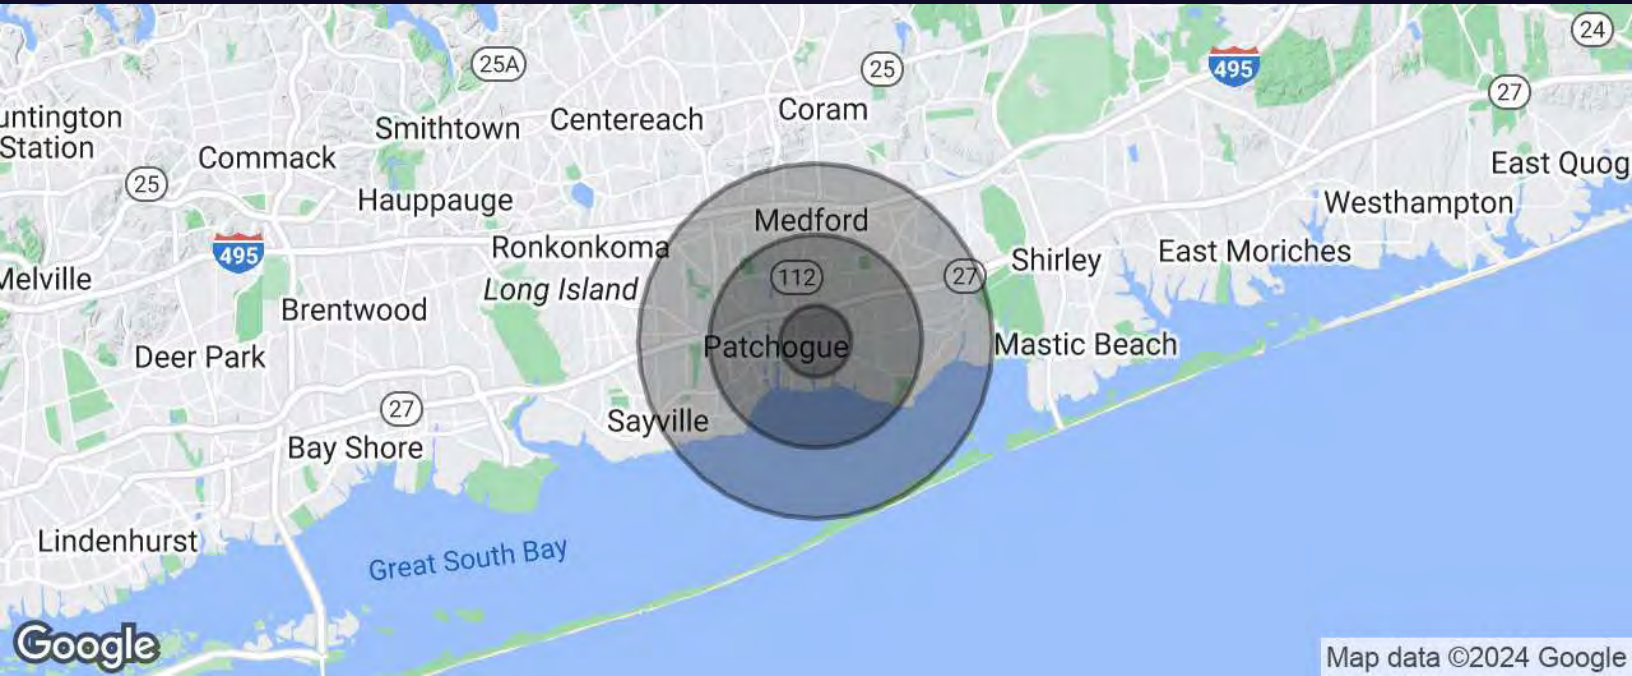 24
25A
25
495
27
untington
Station
Smithtown
Centereach
Coram
Commack
East Quog
25
Hauppauge
Westhampton
Medford
495
Ronkonkoma
Shirley
East Moriches
Melville
112
27
Long Island
Brentwood
Patchogue
Mastic Beach
Deer Park
27
Sayville
Bay Shore
Lindenhurst
Great South Bay
Google
Map data ©2024 Google